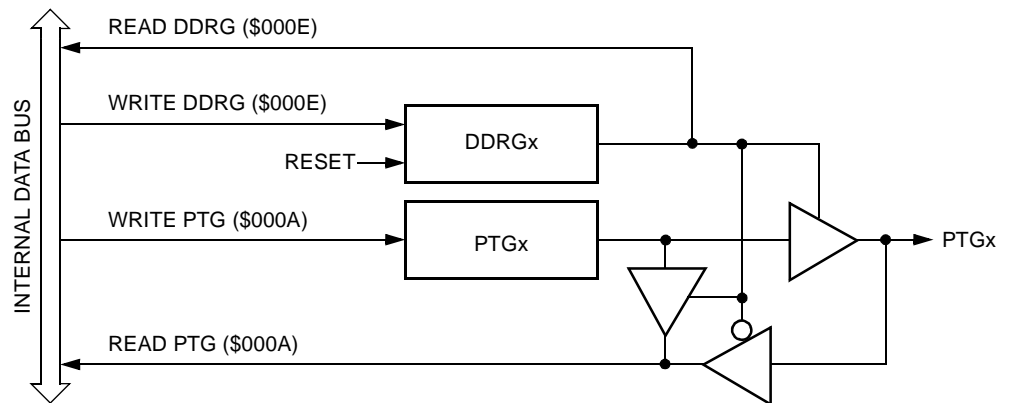 READ DDRG ($000E)
WRITE DDRG ($000E)
DDRGx
RESET
WRITE PTG ($000A)
PTGx
PTGx
READ PTG ($000A)
INTERNAL DATA BUS